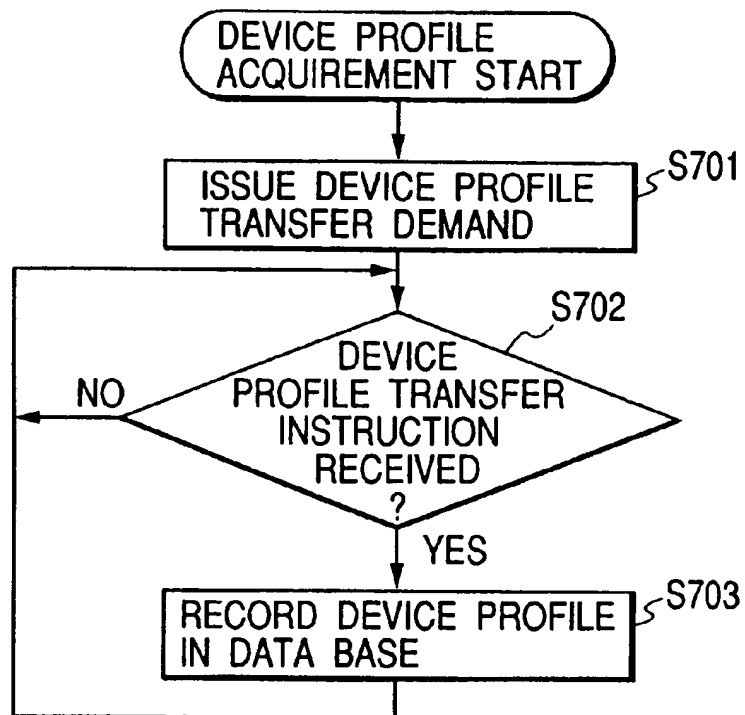 DEVICE PROFILE
ACQUIREMENT START
S701
ISSUE DEVICE PROFILE
TRANSFER DEMAND
S702
DEVICE
PROFILE TRANSFER
INSTRUCTION
RECEIVED
?
NO
YES
S703
RECORD DEVICE PROFILE
IN DATA BASE